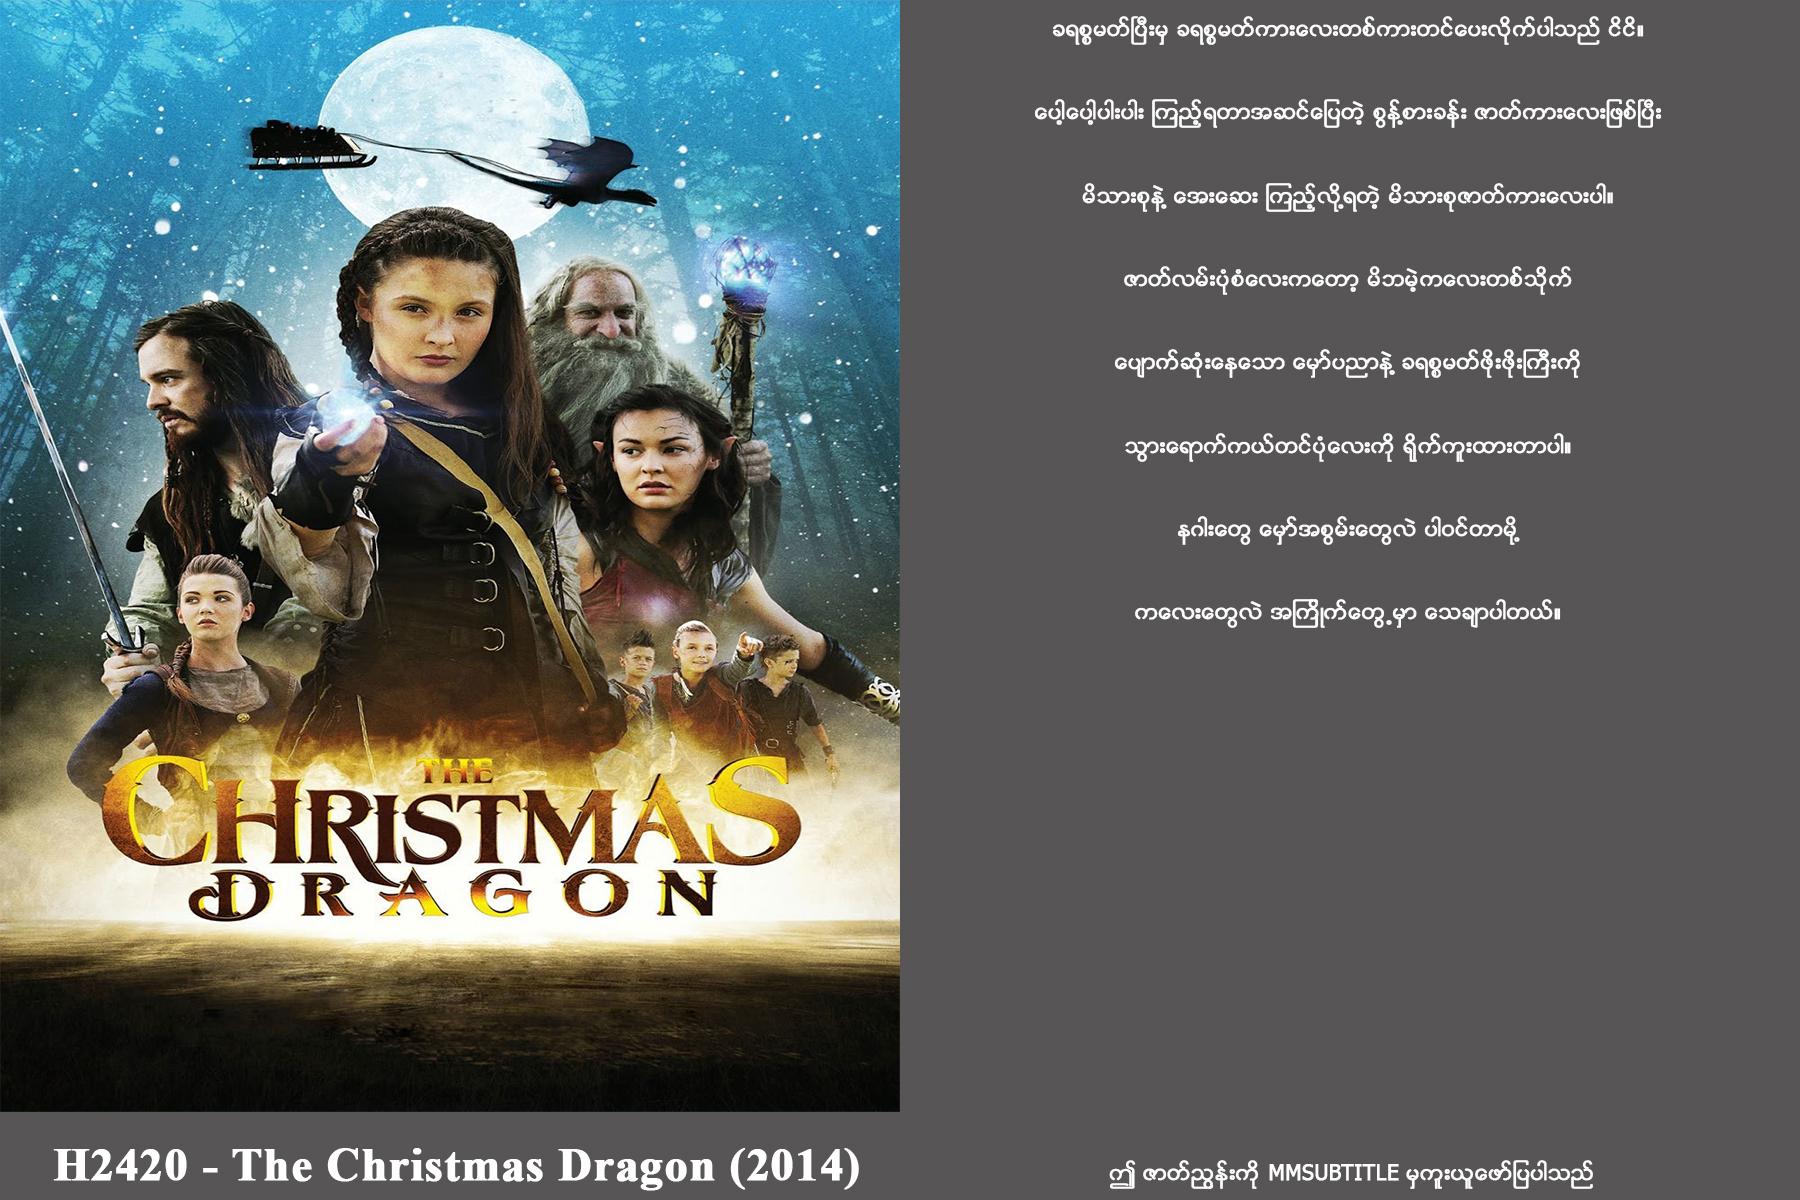 THE
CHRISTMAS
DRAGON
H2420 - The Christmas Dragon (2014)
ခရစ္စမတ်ပြီးမှ ခရစ္စမတ်ကားလေးတစ်ကားတင်ပေးလိုက်ပါသည် ငိငိ။
ပေါ့ပေါ့ပါးပါး ကြည့်ရတာအဆင်ပြေတဲ့ စွန့်စားခန်း ဇာတ်ကားလေးဖြစ်ပြီး
မိသားစုနဲ့ အေးဆေး ကြည့်လို့ရတဲ့ မိသားစုဇာတ်ကားလေးပါ။
ဇာတ်လမ်းပုံစံလေးကတော့ မိဘမဲ့ကလေးတစ်သိုက်
ပျောက်ဆုံးနေသော မှော်ပညာနဲ့ ခရစ္စမတ်ဖိုးဖိုးကြီးကို
သွားရောက်ကယ်တင်ပုံလေးကို ရိုက်ကူးထားတာပါ။
နဂါးတွေ မှော်အစွမ်းတွေလဲ ပါဝင်တာမို့
ကလေးတွေလဲ အကြိုက်တွေ့မှာ သေချာပါတယ်။
ဤ ဇာတ်ညွှန်းကို MMSUBTITLE မှကူးယူဖော်ပြပါသည်